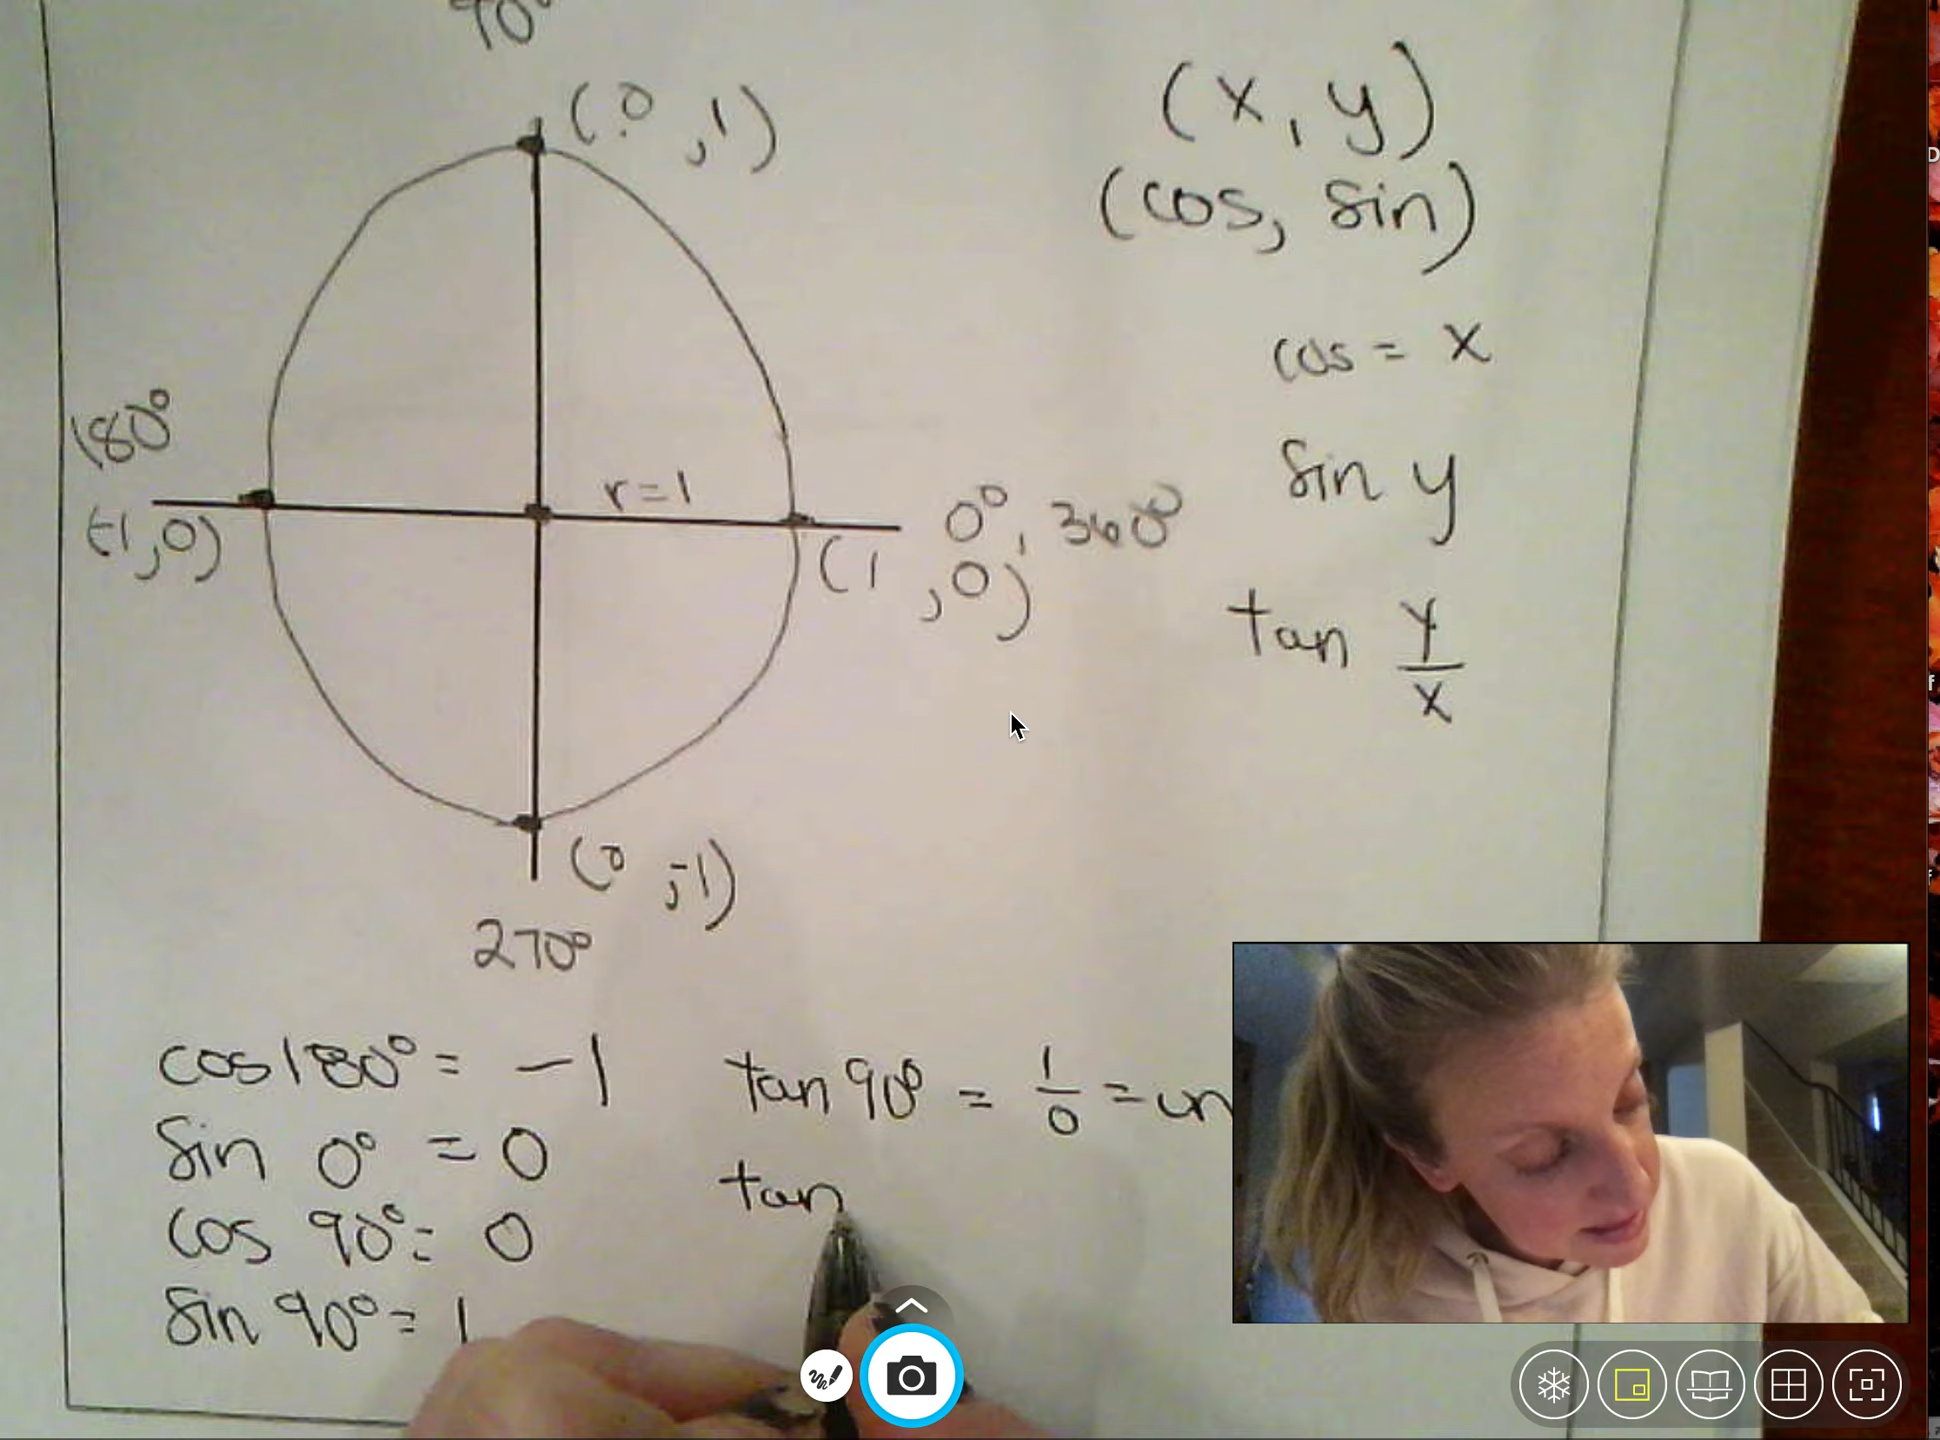 90°
(0, 1)
(x, y)
(cos, sin)
cos = x
180°
(-1, 0)
r = 1
0°, 360°
(1, 0)
sin y
tan y/x
(0, -1)
270°
cos 180° = -1
sin 0° = 0
cos 90° = 0
sin 90° = 1
tan 90° = 1/0 = un
tan